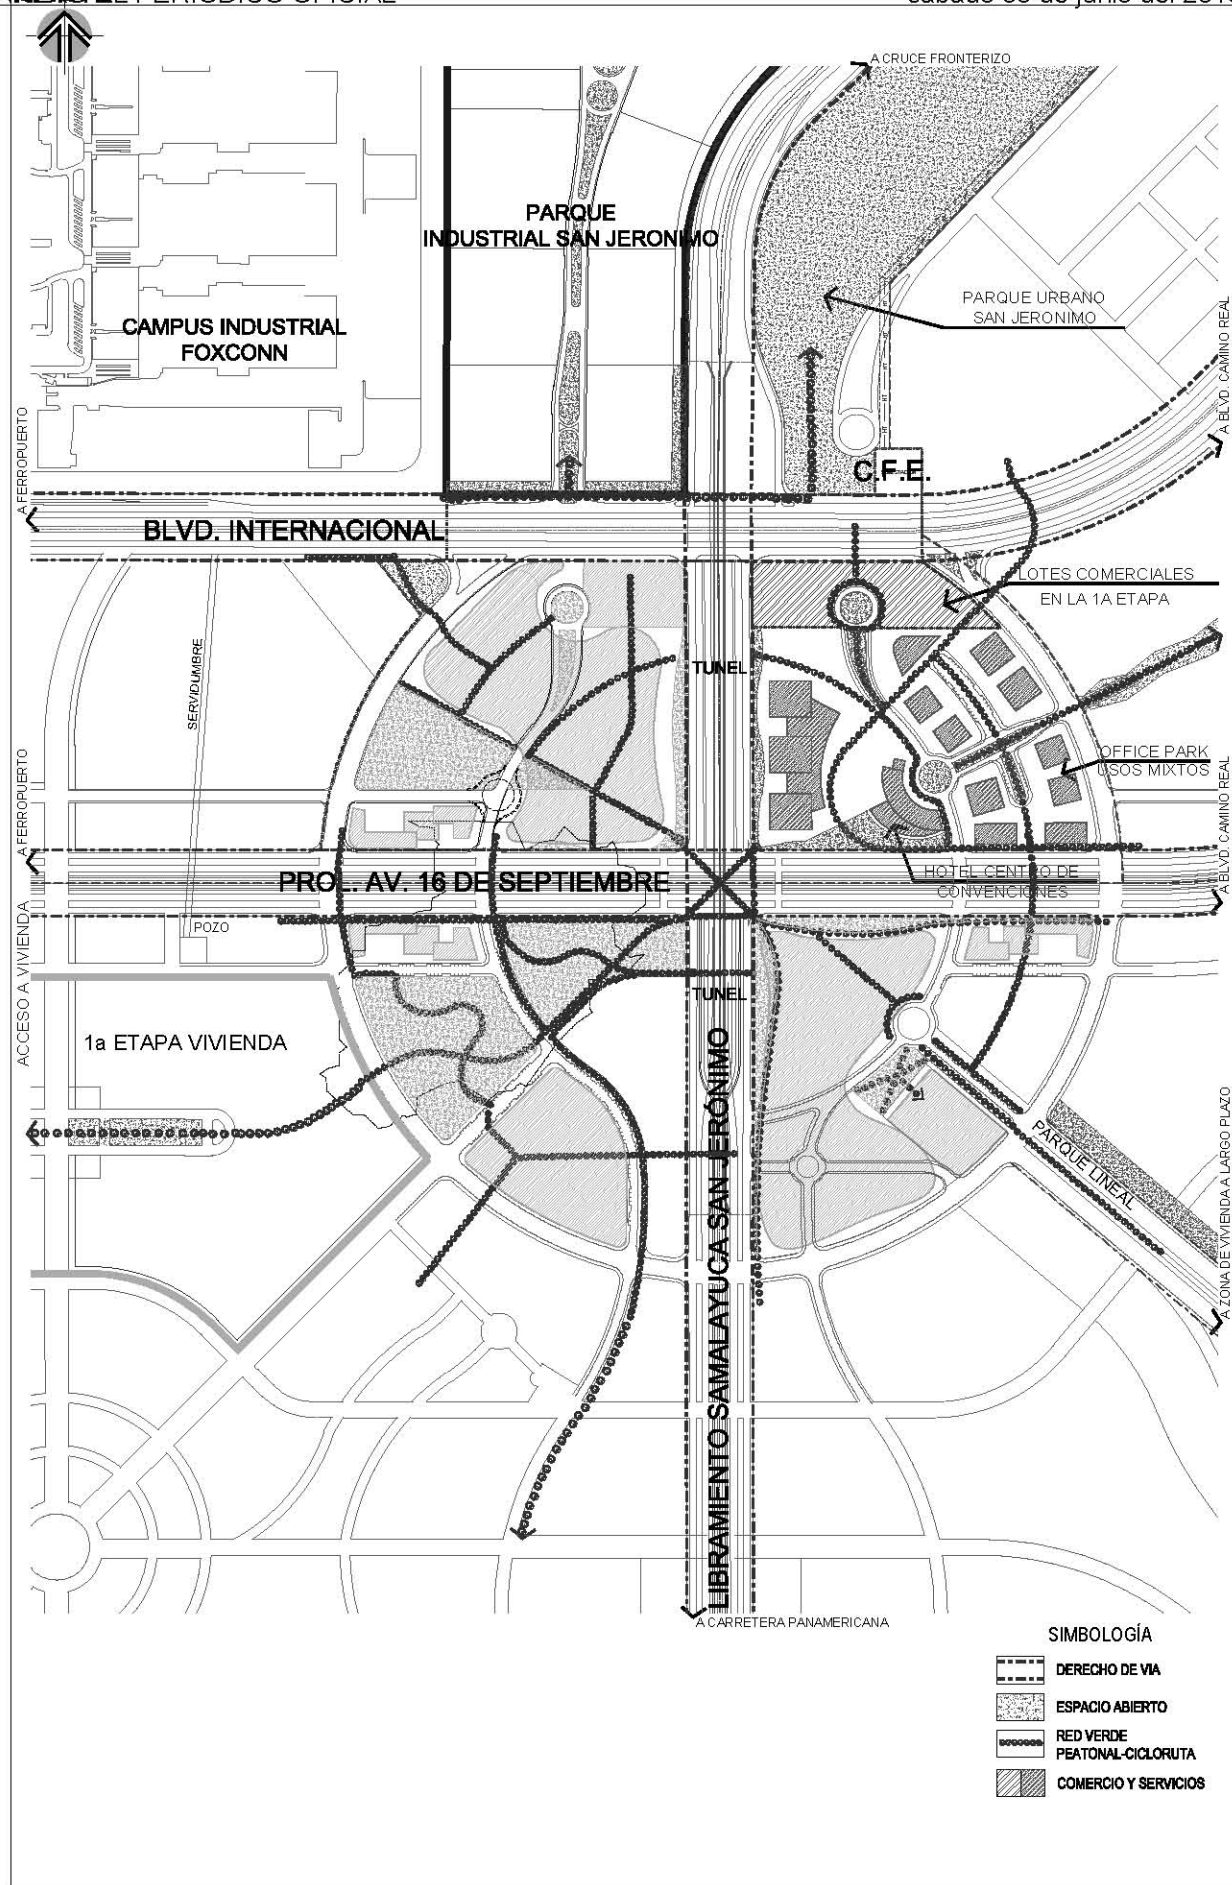 PERIODICO OFICIAL
A CRUCE FRONTERIZO
PARQUE
INDUSTRIAL SAN JERONIMO
PARQUE URBANO
SAN JERONIMO
CAMPUS INDUSTRIAL
FOXCONN
A BLVD. CAMINO REAL
A FERROPUERTO
C.F.E.
BLVD. INTERNACIONAL
LOTES COMERCIALES
EN LA 1A ETAPA
SERVIDUMBRE
TUNEL
OFFICE PARK
USOS MIXTOS
A FERROPUERTO
A BLVD. CAMINO REAL
HOTEL CENTRO DE
CONVENCIONES
PROL. AV. 16 DE SEPTIEMBRE
POZO
ACCESO A VIVIENDA
TUNEL
1a ETAPA VIVIENDA
LIBRAMIENTO SAMALAYUCA SAN JERÓNIMO
PARQUE LINEAL
A ZONA DE VIVIENDA A LARGO PLAZO
A CARRETERA PANAMERICANA
SIMBOLOGÍA
DERECHO DE VIA
ESPACIO ABIERTO
RED VERDE
PEATONAL-CICLORUTA
COMERCIO Y SERVICIOS